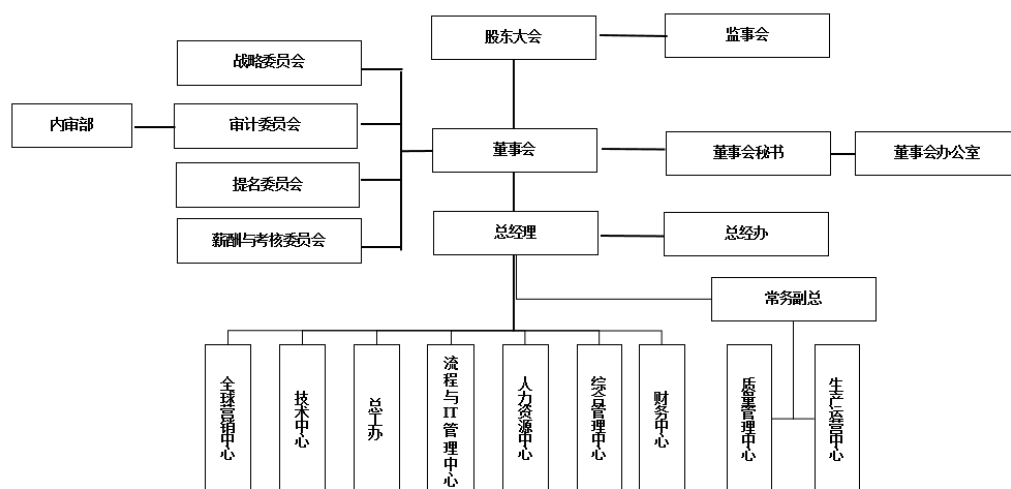 股东大会
监事会
战略委员会
内审部
审计委员会
董事会
董事会秘书
董事会办公室
提名委员会
薪酬与考核委员会
总经理
总经办
常务副总
全球营销中心
技术中心
总工办
流程与IT管理中心
人力资源中心
综合管理中心
财务中心
质量管理中心
生产运营中心